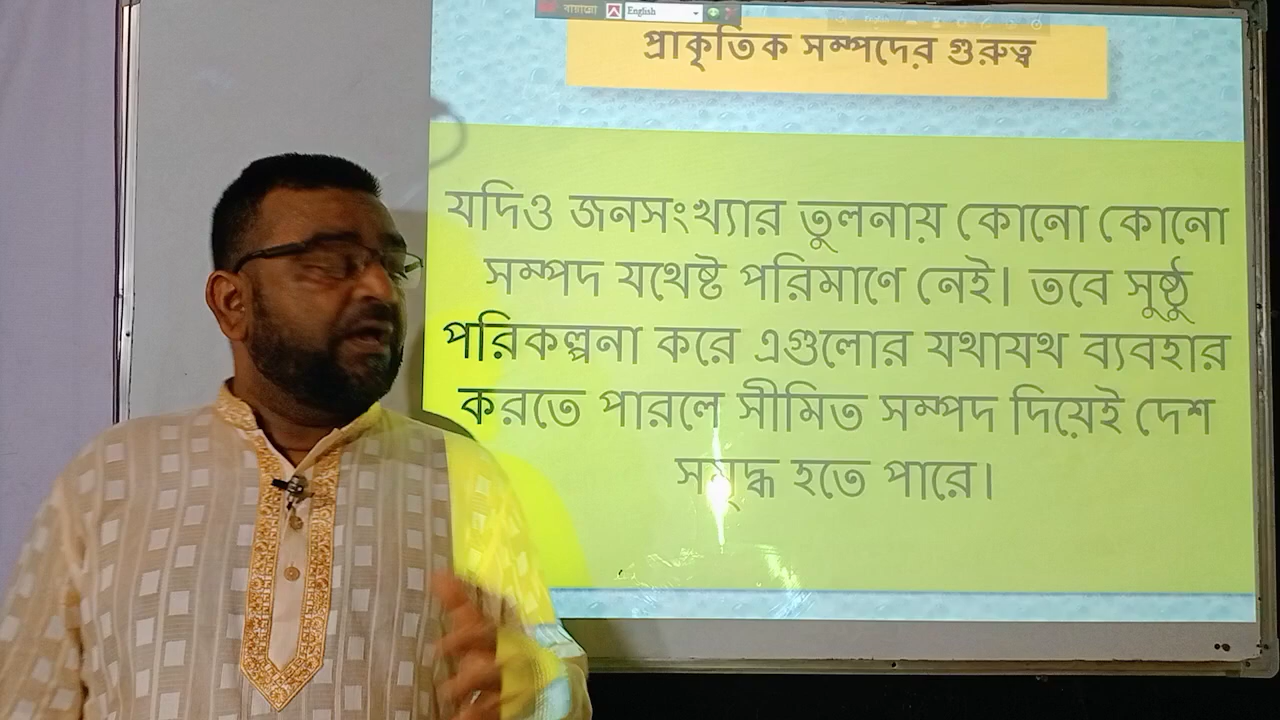 English
প্রাকৃতিক সম্পদের গুরুত্ব
যদিও জনসংখ্যার তুলনায় কোনো কোনো
সম্পদ যথেষ্ট পরিমাণে নেই। তবে সুষ্ঠু
পরিকল্পনা করে এগুলোর যথাযথ ব্যবহার
করতে পারলে সীমিত সম্পদ দিয়েই দেশ
সমৃদ্ধ হতে পারে।